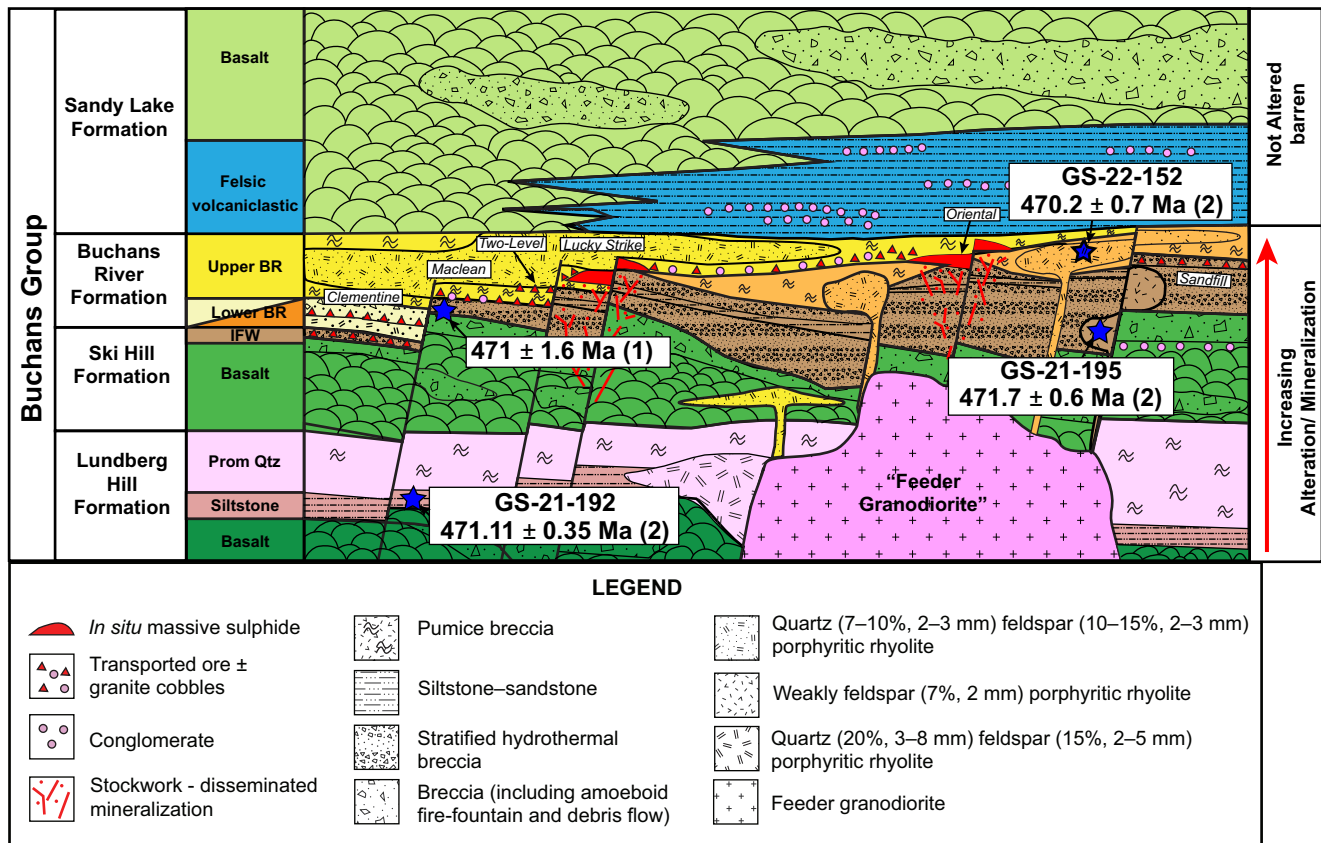 Buchans Group
Sandy Lake
Formation
Basalt
Felsic
volcaniclastic
Buchans
River
Formation
Upper BR
Lower BR
Ski Hill
Formation
IFW
Basalt
Lundberg
Hill
Formation
Prom Qtz
Siltstone
Basalt
GS-22-152
470.2 ± 0.7 Ma (2)
Oriental
Two-Level
Lucky Strike
Maclean
Clementine
Sandfill
471 ± 1.6 Ma (1)
GS-21-195
471.7 ± 0.6 Ma (2)
"Feeder
Granodiorite"
GS-21-192
471.11 ± 0.35 Ma (2)
Not Altered
barren
Increasing
Alteration/ Mineralization
LEGEND
In situ massive sulphide
Transported ore ±
granite cobbles
Conglomerate
Stockwork - disseminated
mineralization
Pumice breccia
Siltstone–sandstone
Stratified hydrothermal
breccia
Breccia (including amoeboid
fire-fountain and debris flow)
Quartz (7–10%, 2–3 mm) feldspar (10–15%, 2–3 mm)
porphyritic rhyolite
Weakly feldspar (7%, 2 mm) porphyritic rhyolite
Quartz (20%, 3–8 mm) feldspar (15%, 2–5 mm)
porphyritic rhyolite
Feeder granodiorite